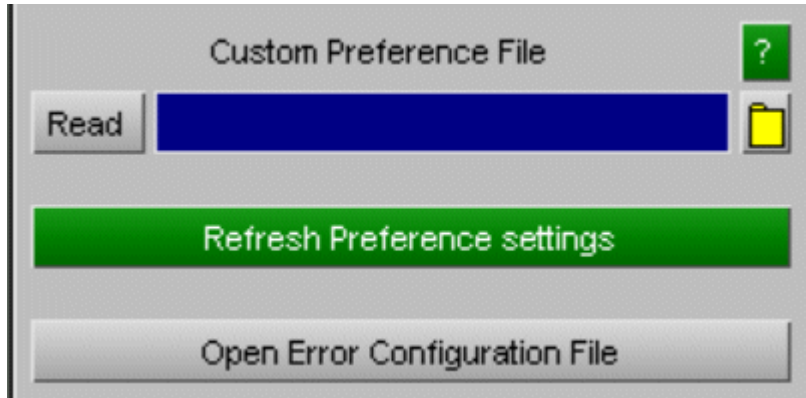 Custom Preference File ?
Read
Refresh Preference settings
Open Error Configuration File